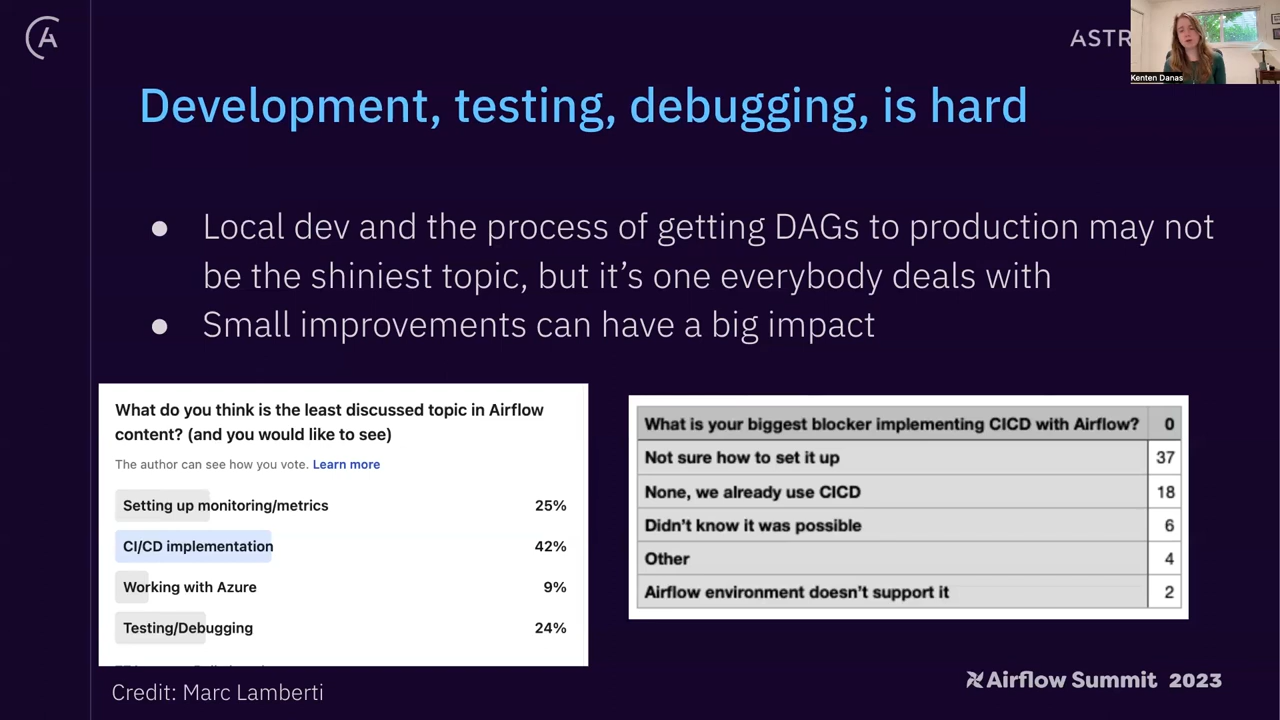 ASTR
Kenten Danas
Development, testing, debugging, is hard
● Local dev and the process of getting DAGs to production may not
be the shiniest topic, but it's one everybody deals with
● Small improvements can have a big impact
What do you think is the least discussed topic in Airflow
content? (and you would like to see)
The author can see how you vote. Learn more
Setting up monitoring/metrics 25%
CI/CD implementation 42%
Working with Azure 9%
Testing/Debugging 24%
What is your biggest blocker implementing CICD with Airflow? 0
Not sure how to set it up 37
None, we already use CICD 18
Didn't know it was possible 6
Other 4
Airflow environment doesn't support it 2
Credit: Marc Lamberti
Airflow Summit 2023